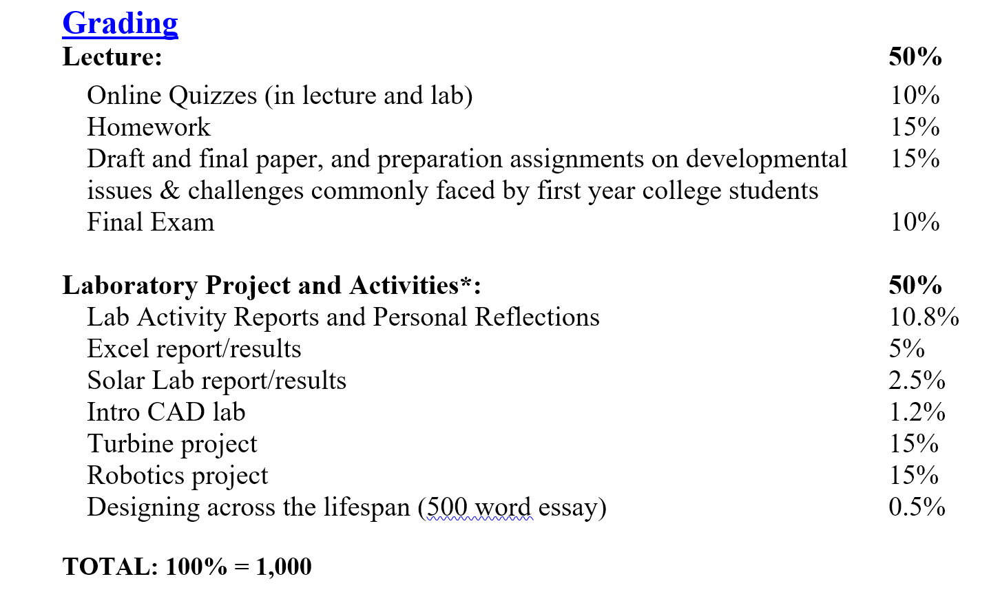 Grading
Lecture: 50%
Online Quizzes (in lecture and lab) 10%
Homework 15%
Draft and final paper, and preparation assignments on developmental 15%
issues & challenges commonly faced by first year college students
Final Exam 10%
Laboratory Project and Activities*: 50%
Lab Activity Reports and Personal Reflections 10.8%
Excel report/results 5%
Solar Lab report/results 2.5%
Intro CAD lab 1.2%
Turbine project 15%
Robotics project 15%
Designing across the lifespan (500 word essay) 0.5%
TOTAL: 100% = 1,000